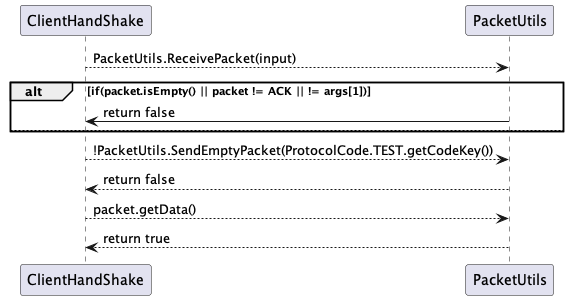 ClientHandShake PacketUtils
PacketUtils.ReceivePacket(input)
alt [if(packet.isEmpty() || packet != ACK || != args[1])]
return false
!PacketUtils.SendEmptyPacket(ProtocolCode.TEST.getCodeKey())
return false
packet.getData()
return true
ClientHandShake PacketUtils